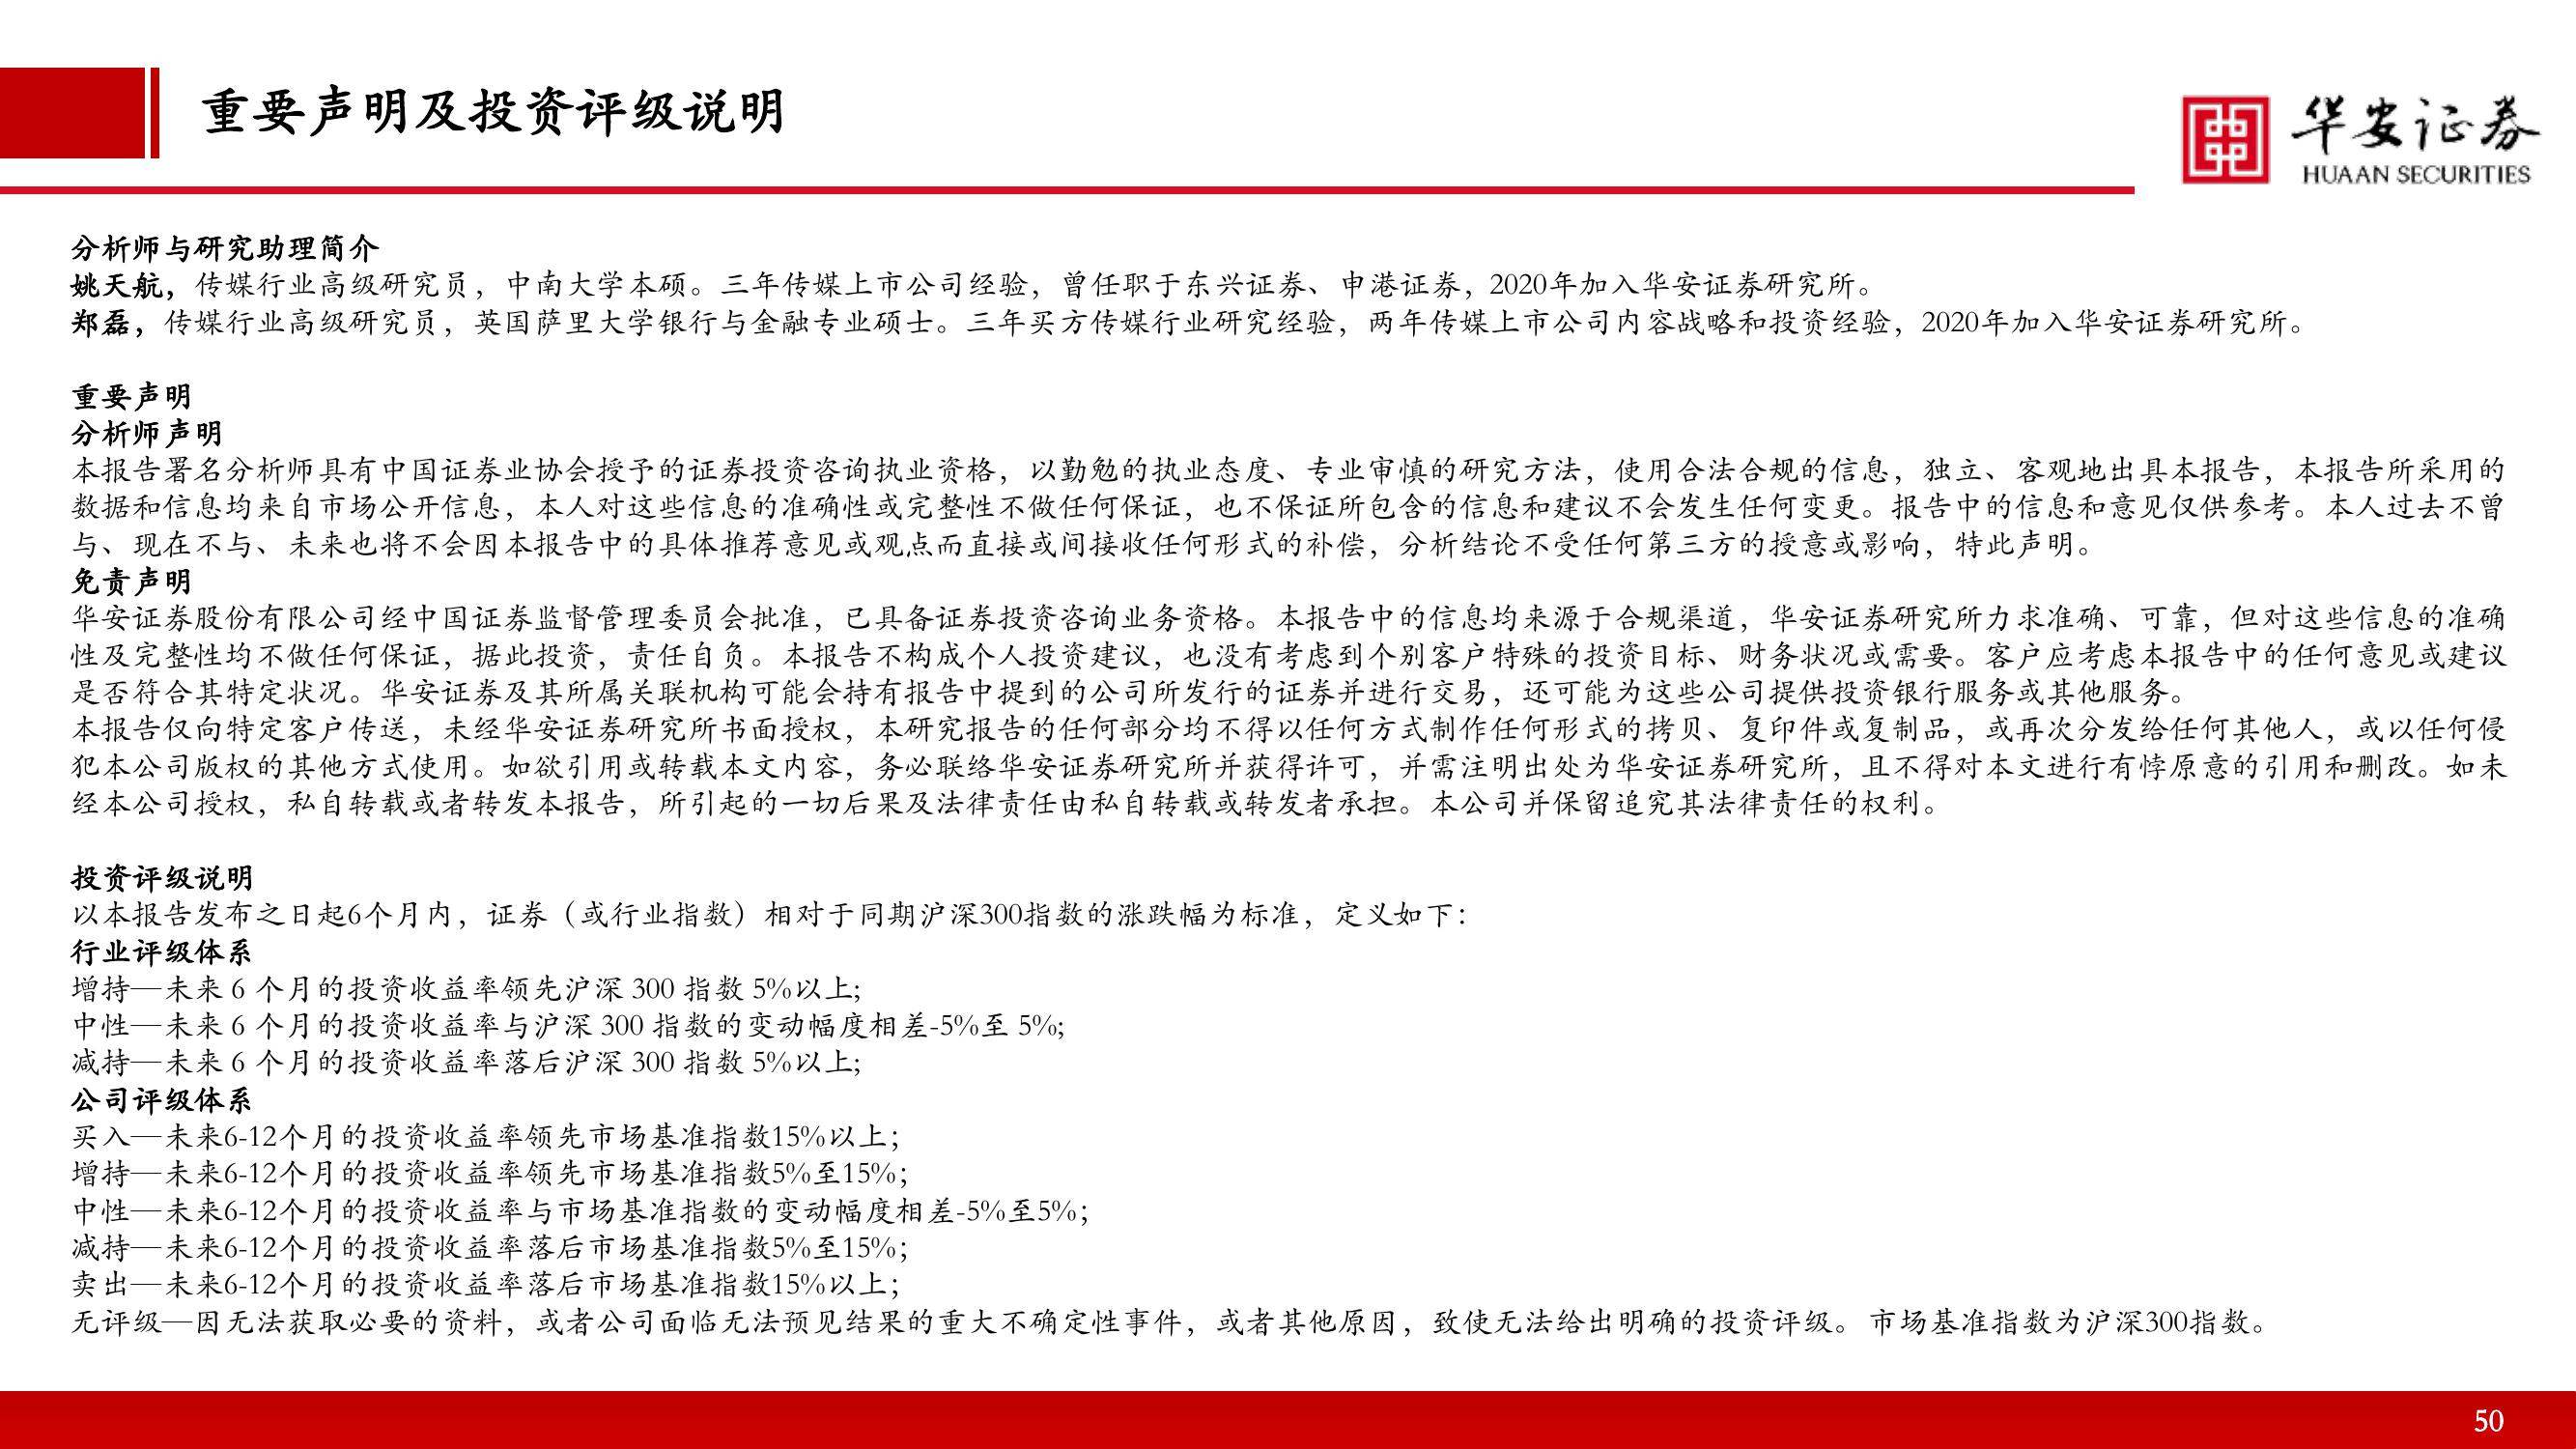 重要声明及投资评级说明
华安证券
HUAAN SECURITIES
分析师与研究助理简介
姚天航，传媒行业高级研究员，中南大学本硕。三年传媒上市公司经验，曾任职于东兴证券、申港证券，2020年加入华安证券研究所。
郑磊，传媒行业高级研究员，英国萨里大学银行与金融专业硕士。三年买方传媒行业研究经验，两年传媒上市公司内容战略和投资经验，2020年加入华安证券研究所。
重要声明
分析师声明
本报告署名分析师具有中国证券业协会授予的证券投资咨询执业资格，以勤勉的执业态度、专业审慎的研究方法，使用合法合规的信息，独立、客观地出具本报告，本报告所采用的
数据和信息均来自市场公开信息，本人对这些信息的准确性或完整性不做任何保证，也不保证所包含的信息和建议不会发生任何变更。报告中的信息和意见仅供参考。本人过去不曾
与、现在不与、未来也将不会因本报告中的具体推荐意见或观点而直接或间接收任何形式的补偿，分析结论不受任何第三方的授意或影响，特此声明。
免责声明
华安证券股份有限公司经中国证券监督管理委员会批准，已具备证券投资咨询业务资格。本报告中的信息均来源于合规渠道，华安证券研究所力求准确、可靠，但对这些信息的准确
性及完整性均不做任何保证，据此投资，责任自负。本报告不构成个人投资建议，也没有考虑到个别客户特殊的投资目标、财务状况或需要。客户应考虑本报告中的任何意见或建议
是否符合其特定状况。华安证券及其所属关联机构可能会持有报告中提到的公司所发行的证券并进行交易，还可能为这些公司提供投资银行服务或其他服务。
本报告仅向特定客户传送，未经华安证券研究所书面授权，本研究报告的任何部分均不得以任何方式制作任何形式的拷贝、复印件或复制品，或再次分发给任何其他人，或以任何侵
犯本公司版权的其他方式使用。如欲引用或转载本文内容，务必联络华安证券研究所并获得许可，并需注明出处为华安证券研究所，且不得对本文进行有悖原意的引用和删改。如未
经本公司授权，私自转载或者转发本报告，所引起的一切后果及法律责任由私自转载或转发者承担。本公司并保留追究其法律责任的权利。
投资评级说明
以本报告发布之日起6个月内，证券（或行业指数）相对于同期沪深300指数的涨跌幅为标准，定义如下：
行业评级体系
增持—未来 6 个月的投资收益率领先沪深 300 指数 5%以上;
中性—未来 6 个月的投资收益率与沪深 300 指数的变动幅度相差-5%至 5%;
减持—未来 6 个月的投资收益率落后沪深 300 指数 5%以上;
公司评级体系
买入—未来6-12个月的投资收益率领先市场基准指数15%以上；
增持—未来6-12个月的投资收益率领先市场基准指数5%至15%；
中性—未来6-12个月的投资收益率与市场基准指数的变动幅度相差-5%至5%；
减持—未来6-12个月的投资收益率落后市场基准指数5%至15%；
卖出—未来6-12个月的投资收益率落后市场基准指数15%以上；
无评级—因无法获取必要的资料，或者公司面临无法预见结果的重大不确定性事件，或者其他原因，致使无法给出明确的投资评级。 市场基准指数为沪深300指数。
50